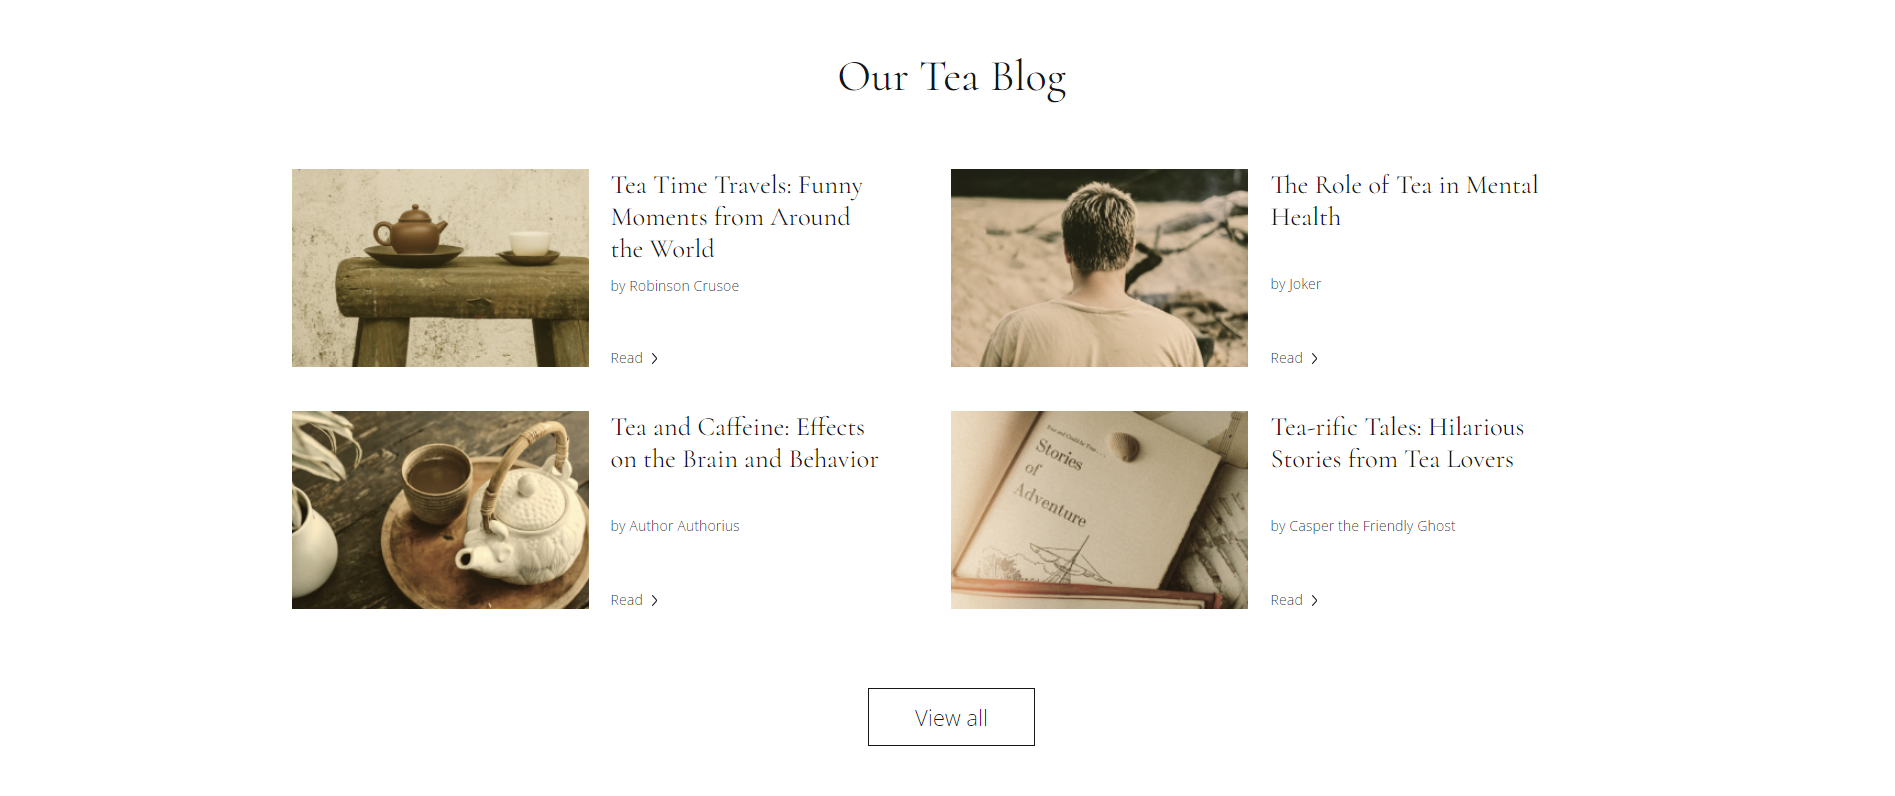 Our Tea Blog
Tea Time Travels: Funny
Moments from Around
the World
by Robinson Crusoe
Read
The Role of Tea in Mental
Health
by Joker
Read
Tea and Caffeine: Effects
on the Brain and Behavior
by Author Authorius
Read
Stories
of
Adventure
Tea-rific Tales: Hilarious
Stories from Tea Lovers
by Casper the Friendly Ghost
Read
View all